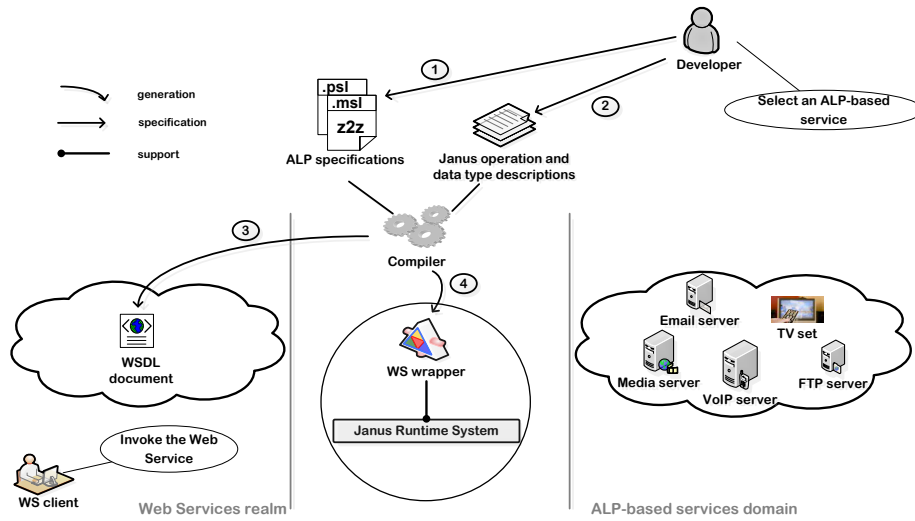 Developer
Select an ALP-based
service
1
2
generation
specification
support
.psl
.msl
z2z
ALP specifications
Janus operation and
data type descriptions
3
Compiler
4
WSDL
document
WS wrapper
Janus Runtime System
Email server
TV set
Media server
VoIP server
FTP server
Invoke the Web
Service
WS client
Web Services realm
ALP-based services domain